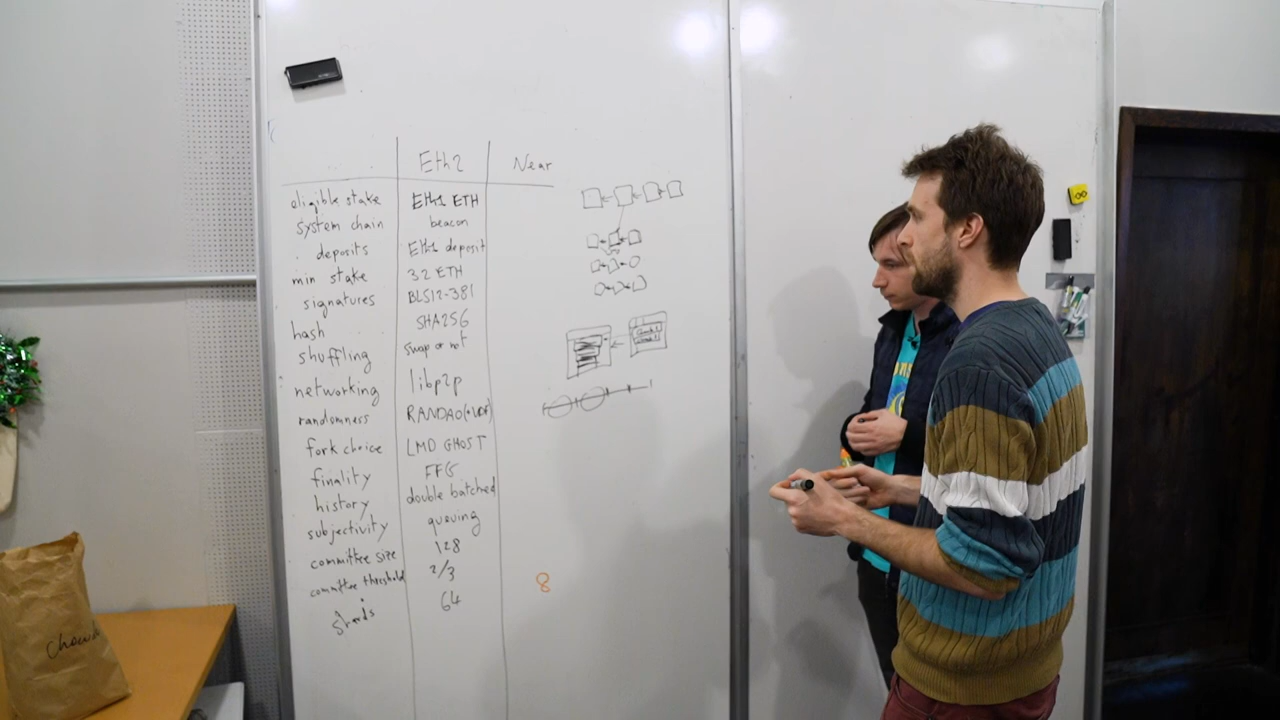 Eth2 Near
eligible stake Eth1 ETH
system chain beacon
deposits Eth1 deposit
min stake 32 ETH
signatures BLS12-381
hash SHA256
shuffling swap or not
networking libp2p
randomness RANDAO(+VDF)
fork choice LMD GHOST
finality FFG
history double batched
subjectivity queuing
committee size 128
committee threshold 2/3
shards 64 8